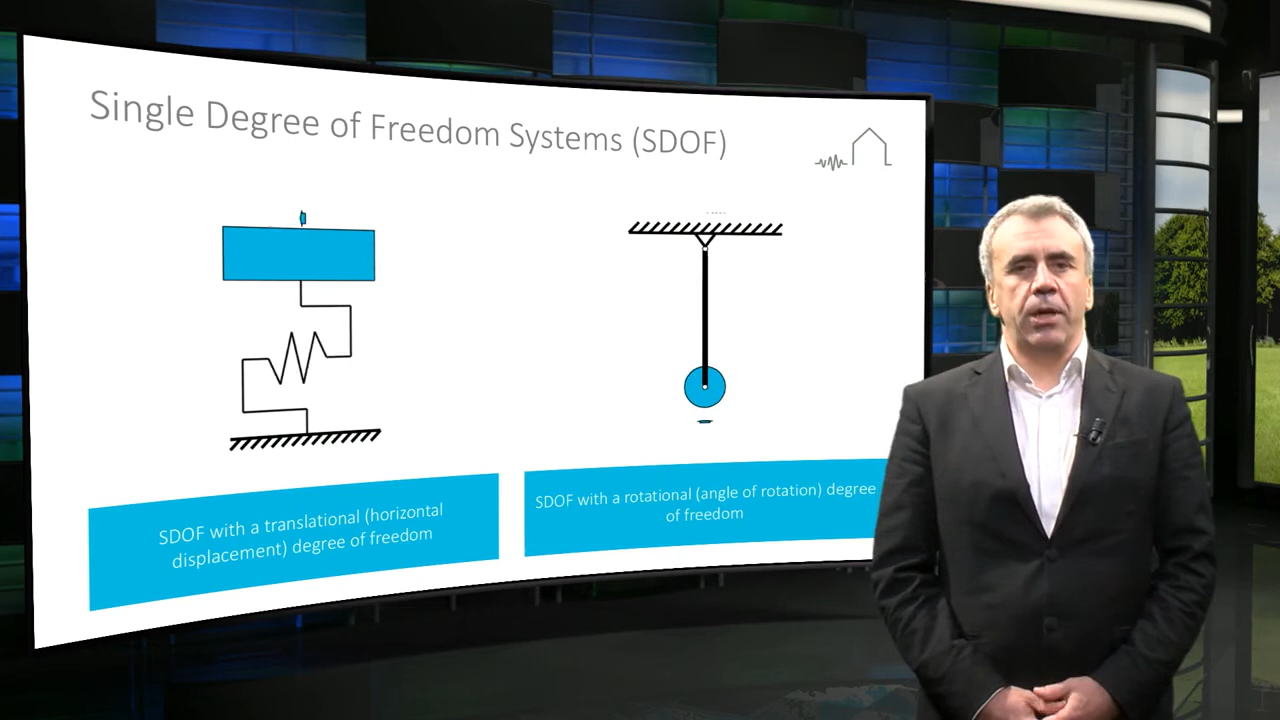 Single Degree of Freedom Systems (SDOF)
SDOF with a translational (horizontal
displacement) degree of freedom
SDOF with a rotational (angle of rotation) degree
of freedom